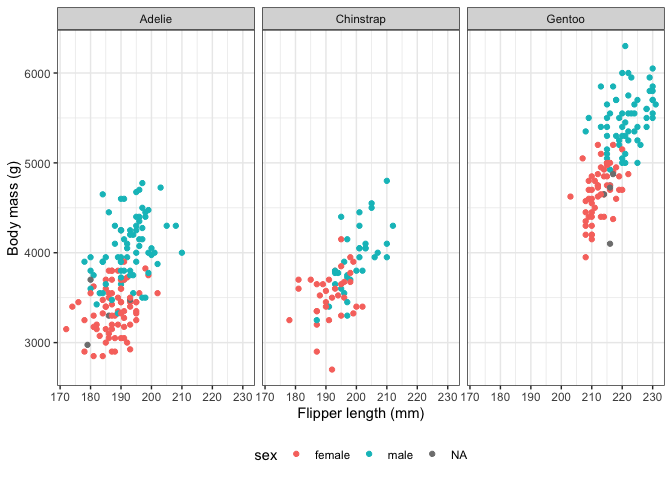 Adelie Chinstrap Gentoo
6000
5000
4000
3000
Body mass (g)
170 180 190 200 210 220 230 170 180 190 200 210 220 230 170 180 190 200 210 220 230
Flipper length (mm)
sex female male NA